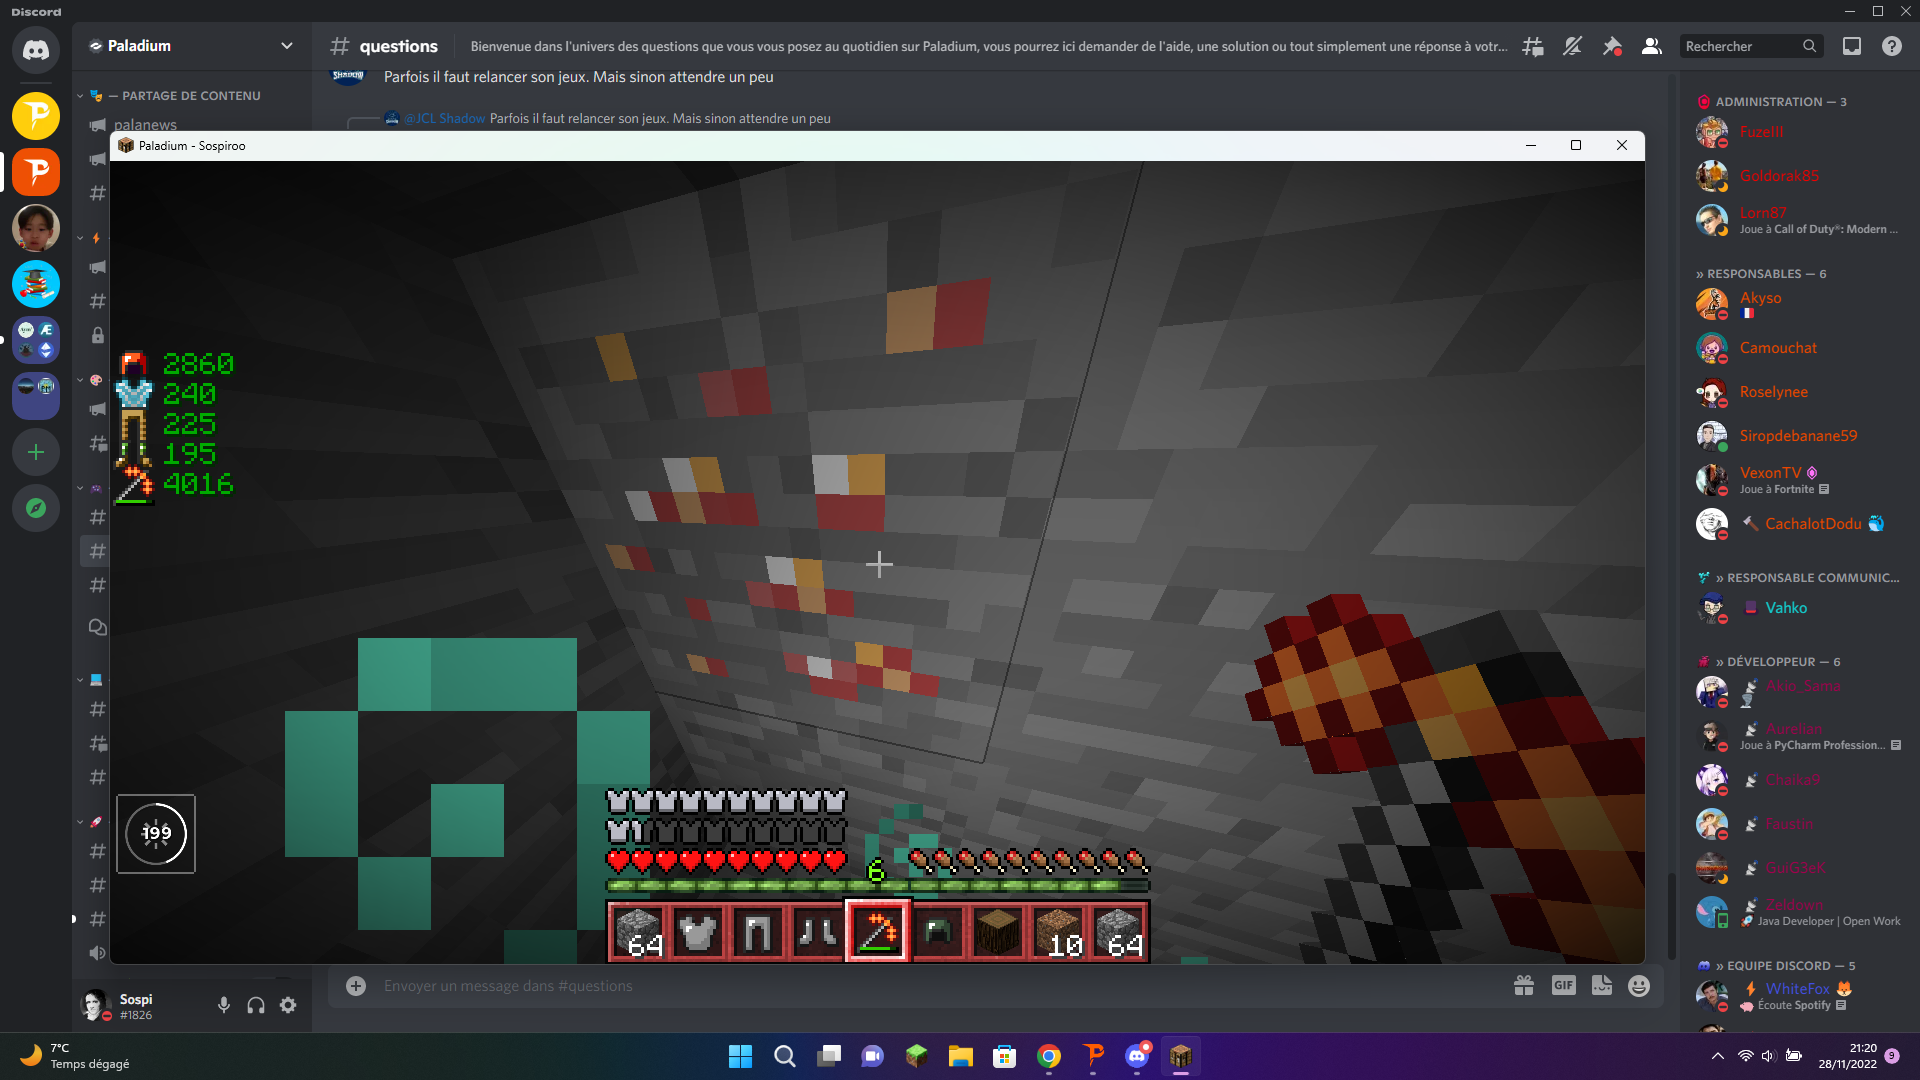 Discord
Paladium
questions
Bienvenue dans l'univers des questions que vous vous posez au quotidien sur Paladium, vous pourrez ici demander de l'aide, une solution ou tout simplement une réponse à votr...
Rechercher
— PARTAGE DE CONTENU
palanews
SHADOW
Parfois il faut relancer son jeux. Mais sinon attendre un peu
@JCL Shadow Parfois il faut relancer son jeux. Mais sinon attendre un peu
Paladium - Sospiroo
2860
240
225
195
4016
199
6
64
10
64
Envoyer un message dans #questions
GIF
Sospi
#1826
ADMINISTRATION — 3
Fuzelll
Goldorak85
Lorn87
Joue à Call of Duty®: Modern ...
» RESPONSABLES — 6
Akyso
Camouchat
Roselynee
Siropdebanane59
VexonTV
Joue à Fortnite
CachalotDodu
» RESPONSABLE COMMUNIC...
Vahko
» DÉVELOPPEUR — 6
Akio_Sama
Aurelian
Joue à PyCharm Profession...
Chaika9
Faustin
GuiG3eK
Zeldown
Java Developer | Open Work
» EQUIPE DISCORD — 5
WhiteFox
Écoute Spotify
7°C
Temps dégagé
21:20
28/11/2022
9